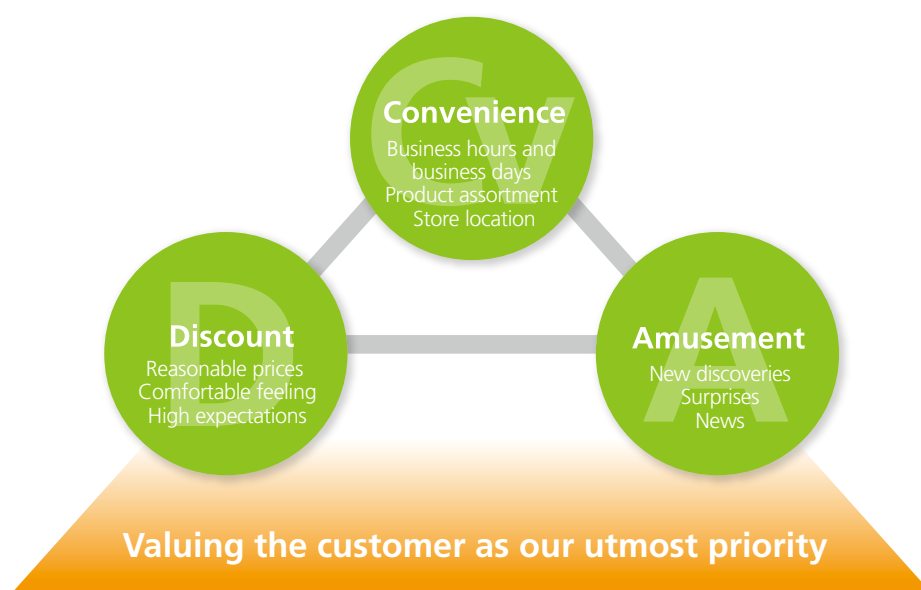 Cv
Convenience
Business hours and
business days
Product assortment
Store location
D
Discount
Reasonable prices
Comfortable feeling
High expectations
A
Amusement
New discoveries
Surprises
News
Valuing the customer as our utmost priority